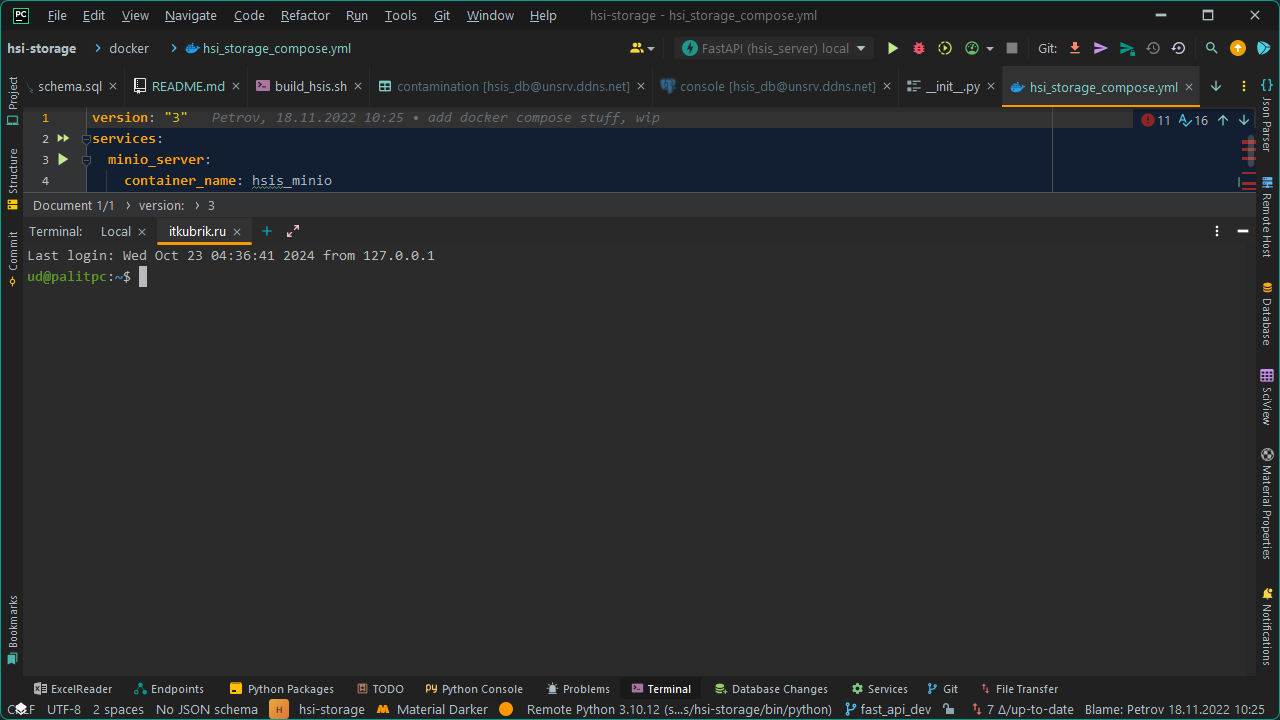 PC File Edit View Navigate Code Refactor Run Tools Git Window Help hsi-storage - hsi_storage_compose.yml
hsi-storage docker hsi_storage_compose.yml FastAPI (hsis_server) local Git:
schema.sql README.md build_hsis.sh contamination [hsis_db@unsrv.ddns.net] console [hsis_db@unsrv.ddns.net] __init__.py hsi_storage_compose.yml
1 version: "3" Petrov, 18.11.2022 10:25 • add docker compose stuff, wip 11 16
2 services:
3 minio_server:
4 container_name: hsis_minio
Document 1/1 version: 3
Terminal: Local itkubrik.ru
Last login: Wed Oct 23 04:36:41 2024 from 127.0.0.1
ud@palitpc:~$
Project
Structure
Commit
Bookmarks
Json Parser
Remote Host
Database
SciView
Material Properties
Notifications
ExcelReader Endpoints Python Packages TODO Python Console Problems Terminal Database Changes Services Git File Transfer
UTF-8 2 spaces No JSON schema H hsi-storage Material Darker Remote Python 3.10.12 (s...s/hsi-storage/bin/python) fast_api_dev 7 Δ/up-to-date Blame: Petrov 18.11.2022 10:25